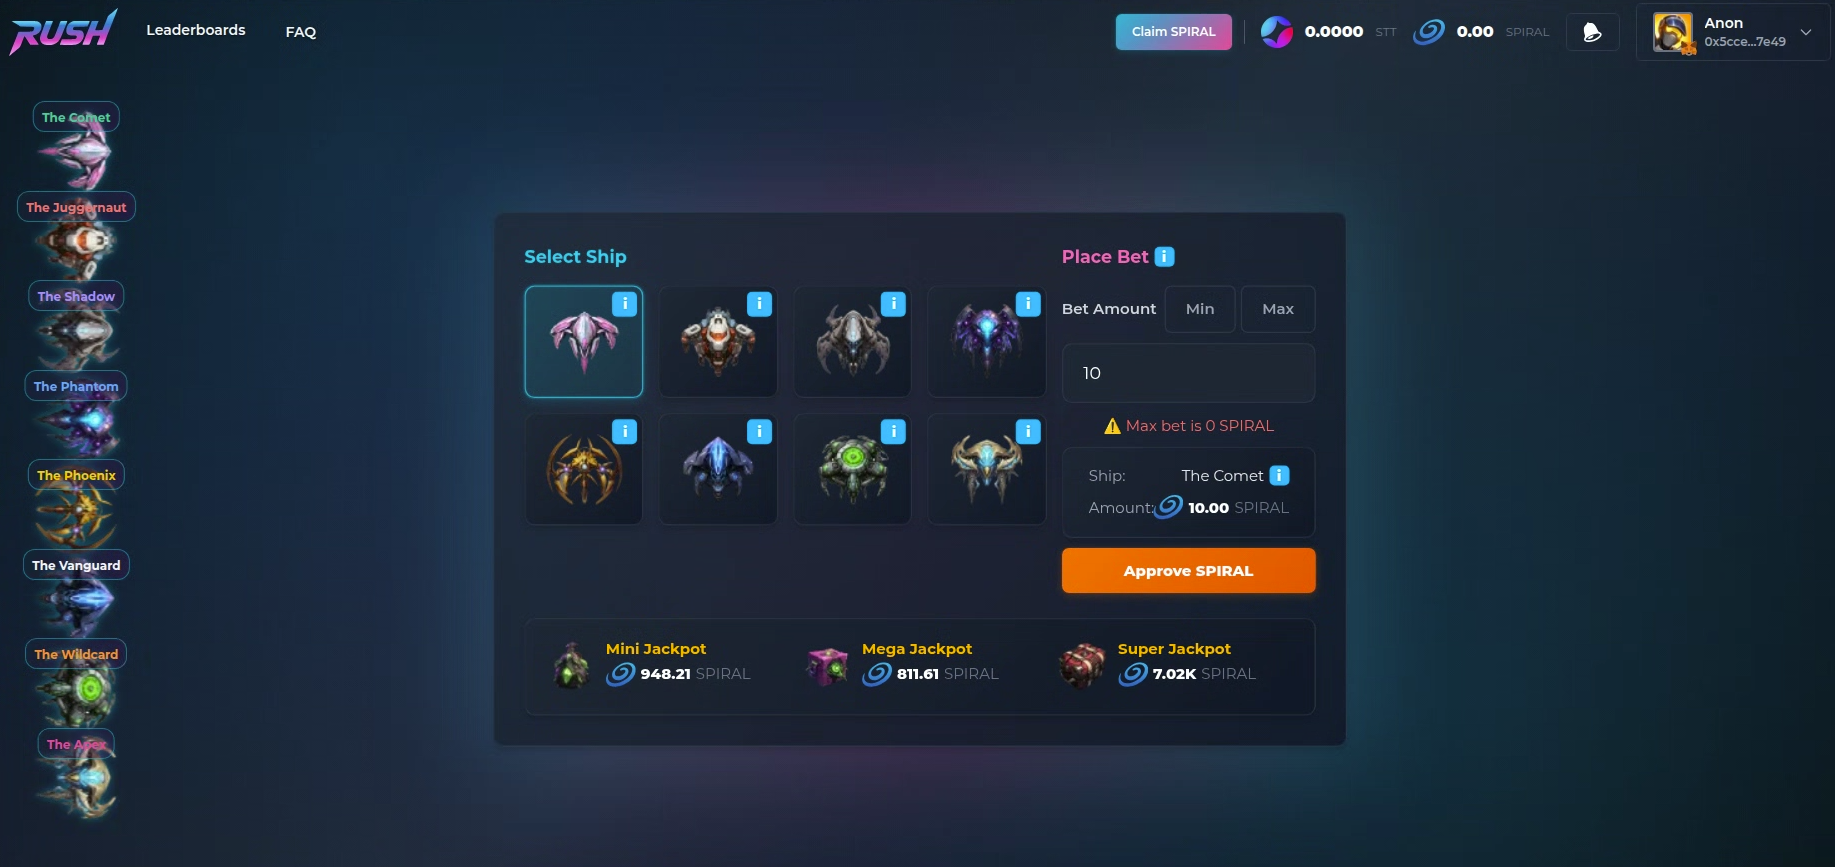 RUSH
Leaderboards
FAQ
Claim SPIRAL
0.0000 STT
0.00 SPIRAL
Anon
0x5cce...7e49
The Comet
The Juggernaut
The Shadow
The Phantom
The Phoenix
The Vanguard
The Wildcard
The Apex
Select Ship
Place Bet
Bet Amount
Min
Max
10
⚠️ Max bet is 0 SPIRAL
Ship: The Comet
Amount: 10.00 SPIRAL
Approve SPIRAL
Mini Jackpot
948.21 SPIRAL
Mega Jackpot
811.61 SPIRAL
Super Jackpot
7.02K SPIRAL